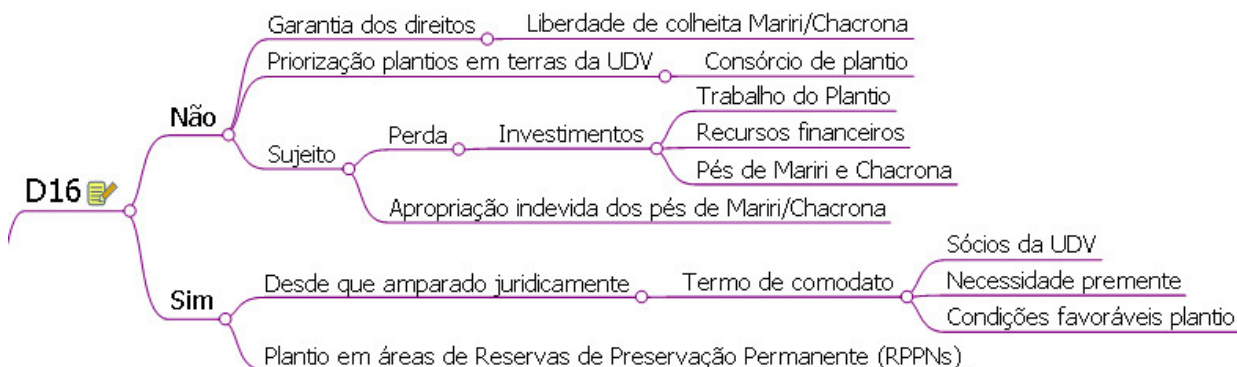 D16
Não
Garantia dos direitos
Liberdade de colheita Mariri/Chacrona
Priorização plantios em terras da UDV
Consórcio de plantio
Sujeito
Perda
Investimentos
Trabalho do Plantio
Recursos financeiros
Pés de Mariri e Chacrona
Apropriação indevida dos pés de Mariri/Chacrona
Sim
Desde que amparado juridicamente
Termo de comodato
Sócios da UDV
Necessidade premente
Condições favoráveis plantio
Plantio em áreas de Reservas de Preservação Permanente (RPPNs)